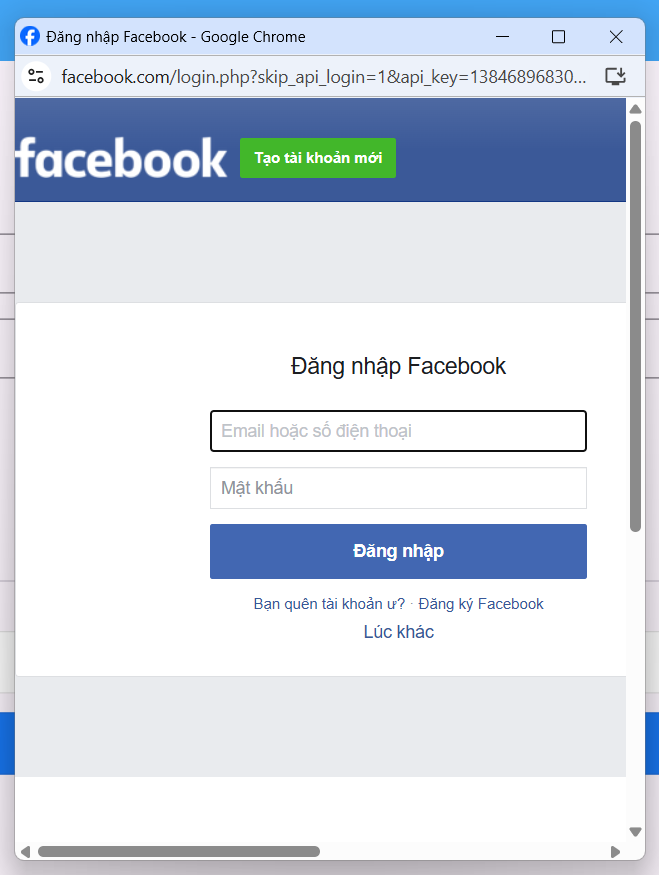 Đăng nhập Facebook - Google Chrome
facebook.com/login.php?skip_api_login=1&api_key=13846896830...
facebook
Tạo tài khoản mới
Đăng nhập Facebook
Email hoặc số điện thoại
Mật khẩu
Đăng nhập
Bạn quên tài khoản ư? · Đăng ký Facebook
Lúc khác